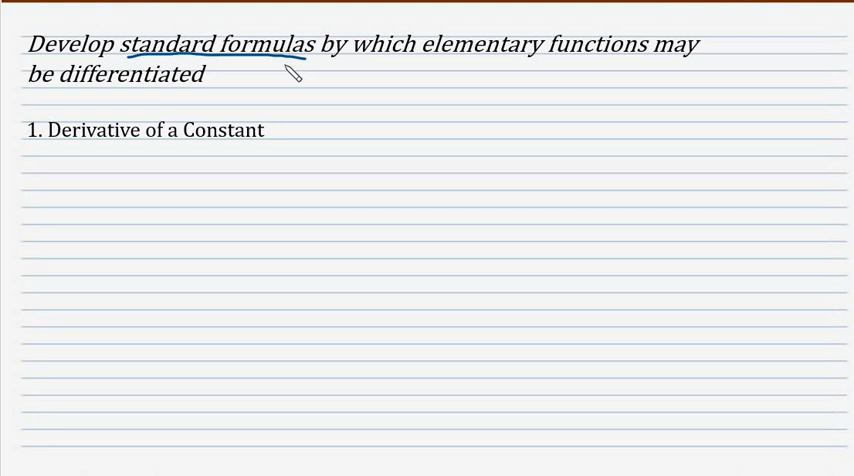 Develop standard formulas by which elementary functions may
be differentiated
1. Derivative of a Constant